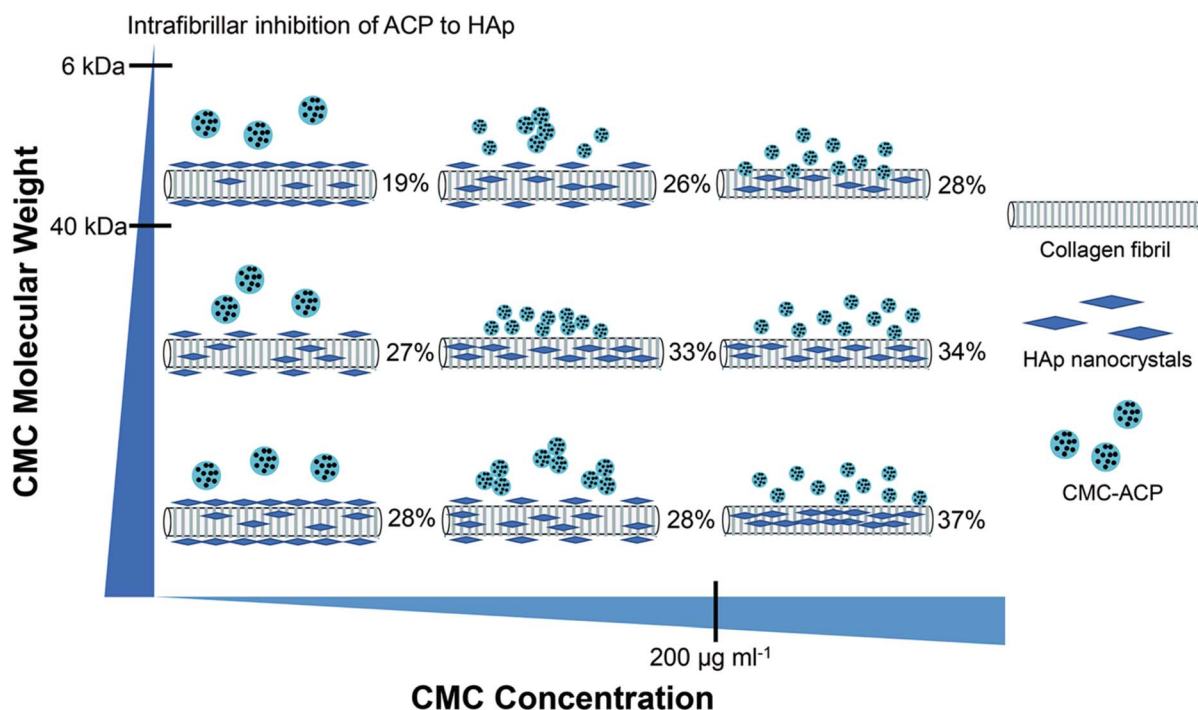 Intrafibrillar inhibition of ACP to HAp
6 kDa
40 kDa
CMC Molecular Weight
19%
26%
28%
27%
33%
34%
28%
28%
37%
Collagen fibril
HAp nanocrystals
CMC-ACP
200 µg ml⁻¹
CMC Concentration